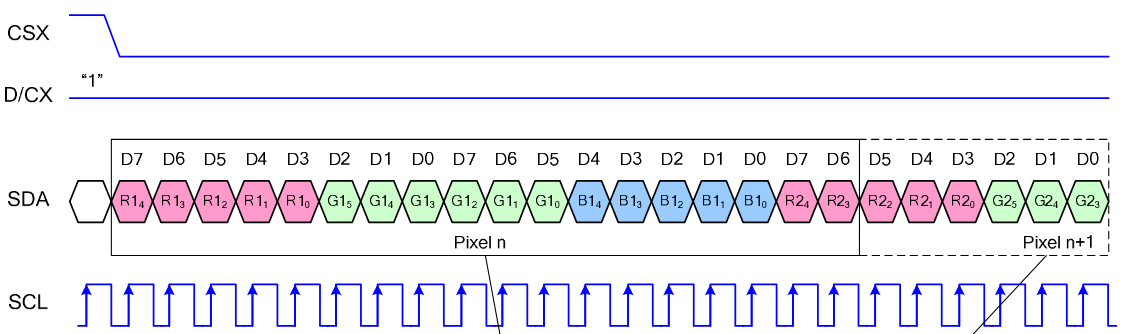 CSX
“1”
D/CX
D7 D6 D5 D4 D3 D2 D1 D0 D7 D6 D5 D4 D3 D2 D1 D0 D7 D6 D5 D4 D3 D2 D1 D0
SDA R1₄ R1₃ R1₂ R1₁ R1₀ G1₅ G1₄ G1₃ G1₂ G1₁ G1₀ B1₄ B1₃ B1₂ B1₁ B1₀ R2₄ R2₃ R2₂ R2₁ R2₀ G2₅ G2₄ G2₃
Pixel n Pixel n+1
SCL